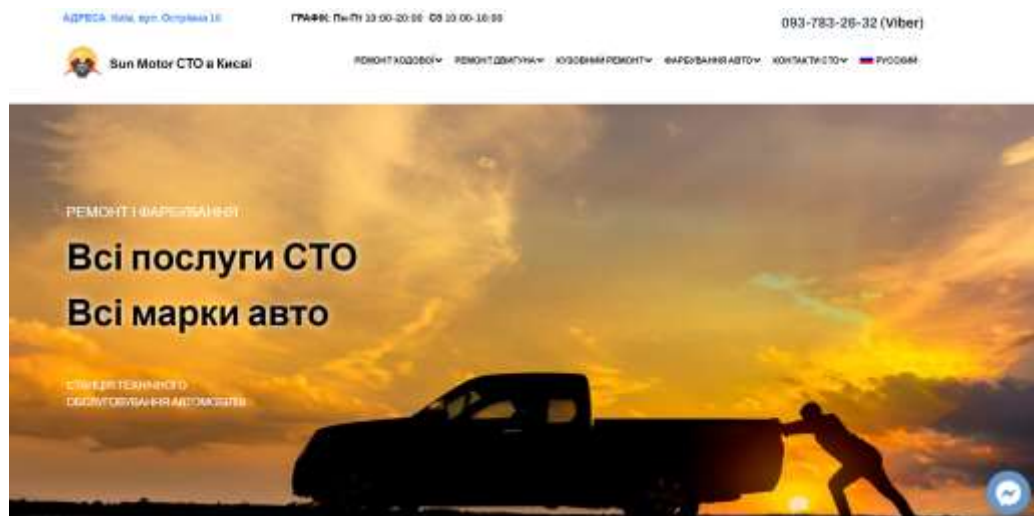 АДРЕСА: Київ, вул. Острівна 10
ГРАФІК: Пн-Пт 10:00-20:00 Сб 10:00-16:00
093-783-26-32 (Viber)
Sun Motor СТО в Києві
РЕМОНТ ХОДОВОЇ РЕМОНТ ДВИГУНА КУЗОВНИЙ РЕМОНТ ФАРБУВАННЯ АВТО КОНТАКТИ СТО РУССКИЙ
РЕМОНТ І ФАРБУВАННЯ
Всі послуги СТО
Всі марки авто
СТАНЦІЯ ТЕХНІЧНОГО
ОБСЛУГОВУВАННЯ АВТОМОБІЛІВ